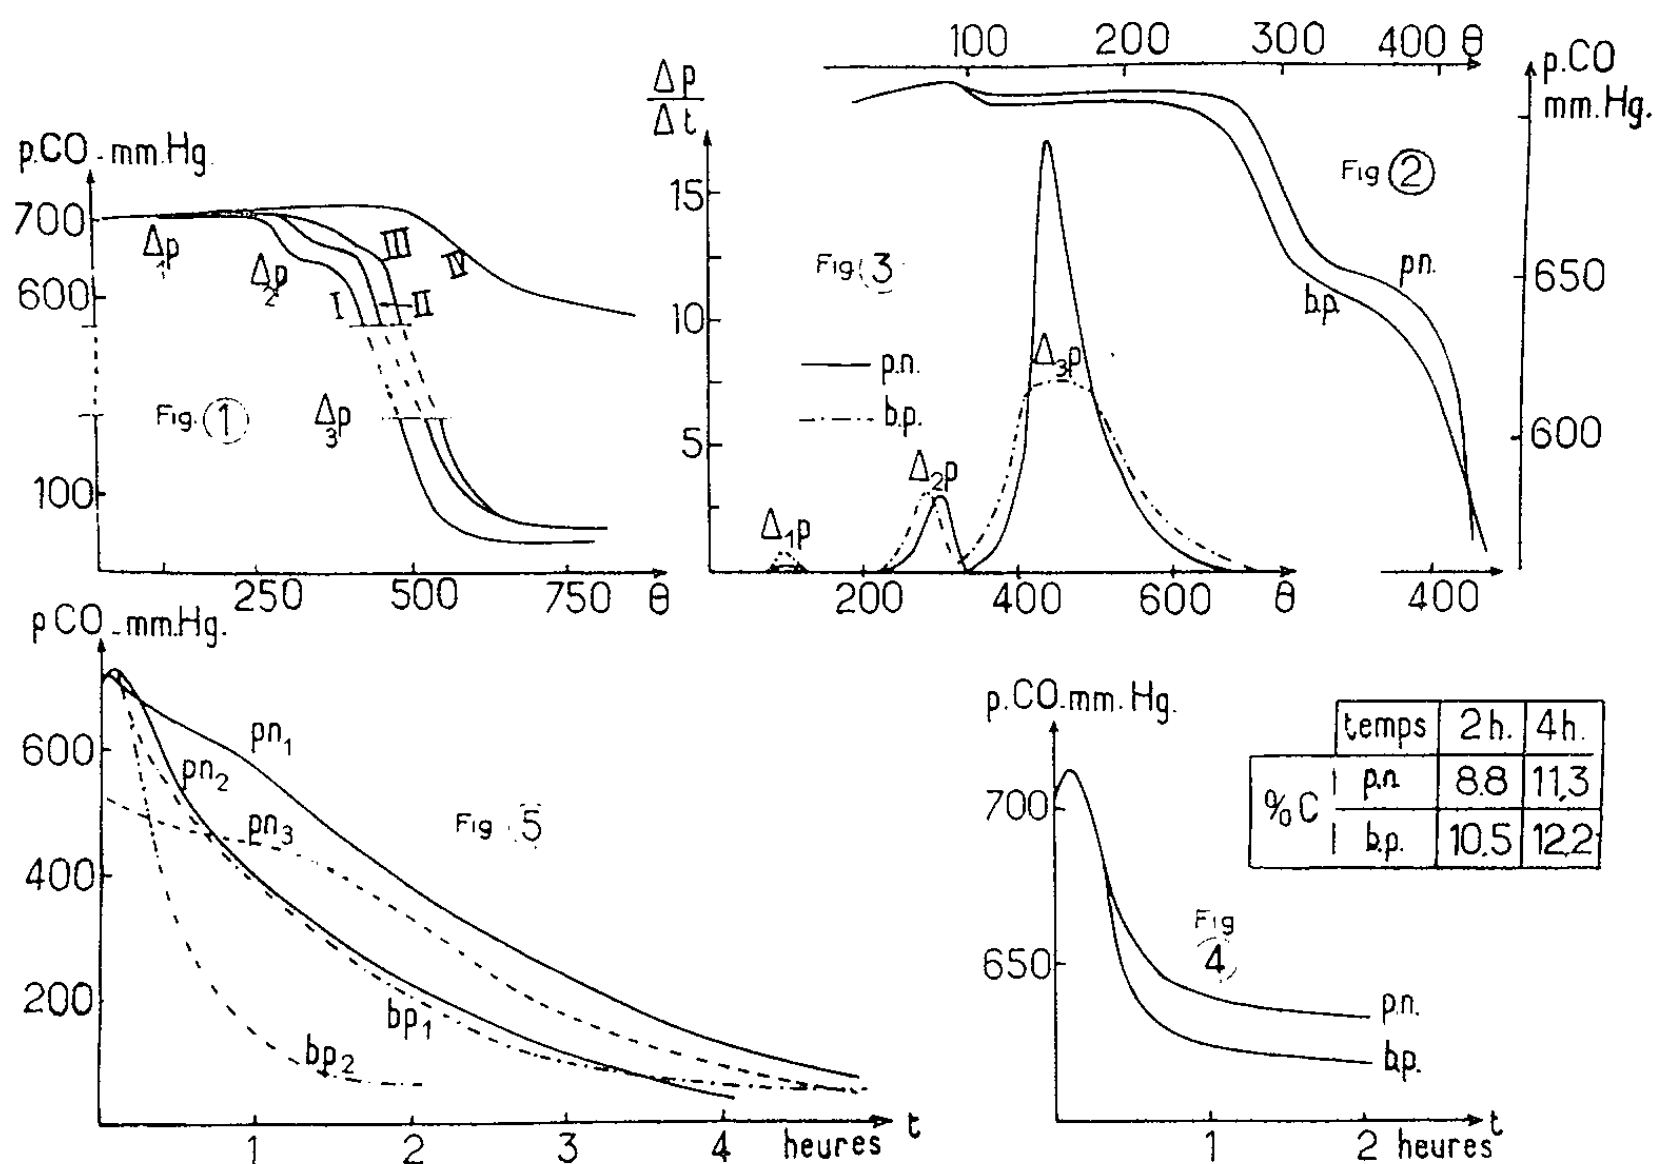 p.CO - mm.Hg.
700
600
100
Δ₁p
Δ₂p
Δ₃p
I
II
III
IV
Fig. 1
250 500 750 θ
Δp
Δt
15
10
5
Fig. 3
p.n.
b.p.
Δ₁p
Δ₂p
Δ₃p
200 400 600 θ
100 200 300 400 θ
p.CO
mm.Hg.
Fig 2
p.n.
b.p.
650
600
400
p CO - mm.Hg.
600
400
200
pn₁
pn₂
pn₃
bp₁
bp₂
Fig. 5
1 2 3 4 heures t
p.CO.mm.Hg.
700
650
Fig
4
p.n.
b.p.
1 2 heures t
temps 2h. 4h.
%C
p.n. 8.8 11,3
b.p. 10.5 12,2